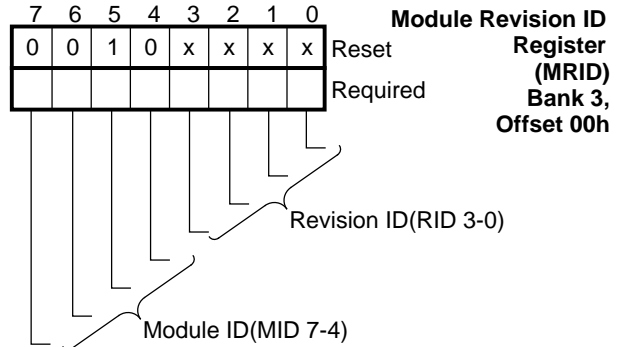 7 6 5 4 3 2 1 0
Module Revision ID
Register
(MRID)
Bank 3,
Offset 00h
0 0 1 0 x x x x Reset
Required
Revision ID(RID 3-0)
Module ID(MID 7-4)